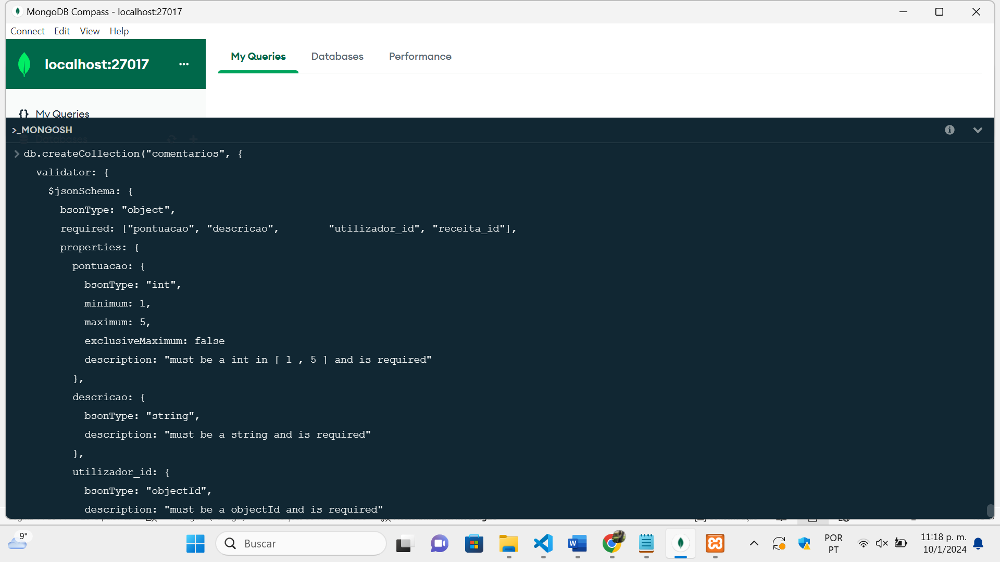 MongoDB Compass - localhost:27017
Connect Edit View Help
localhost:27017 ...
My Queries Databases Performance
{} My Queries
>_MONGOSH
Databases
db.createCollection("comentarios", {
validator: {
$jsonSchema: {
bsonType: "object",
required: ["pontuacao", "descricao", "utilizador_id", "receita_id"],
properties: {
pontuacao: {
bsonType: "int",
minimum: 1,
maximum: 5,
exclusiveMaximum: false
description: "must be a int in [ 1 , 5 ] and is required"
},
descricao: {
bsonType: "string",
description: "must be a string and is required"
},
utilizador_id: {
bsonType: "objectId",
description: "must be a objectId and is required"
9°
Buscar
POR
PT
11:18 p. m.
10/1/2024